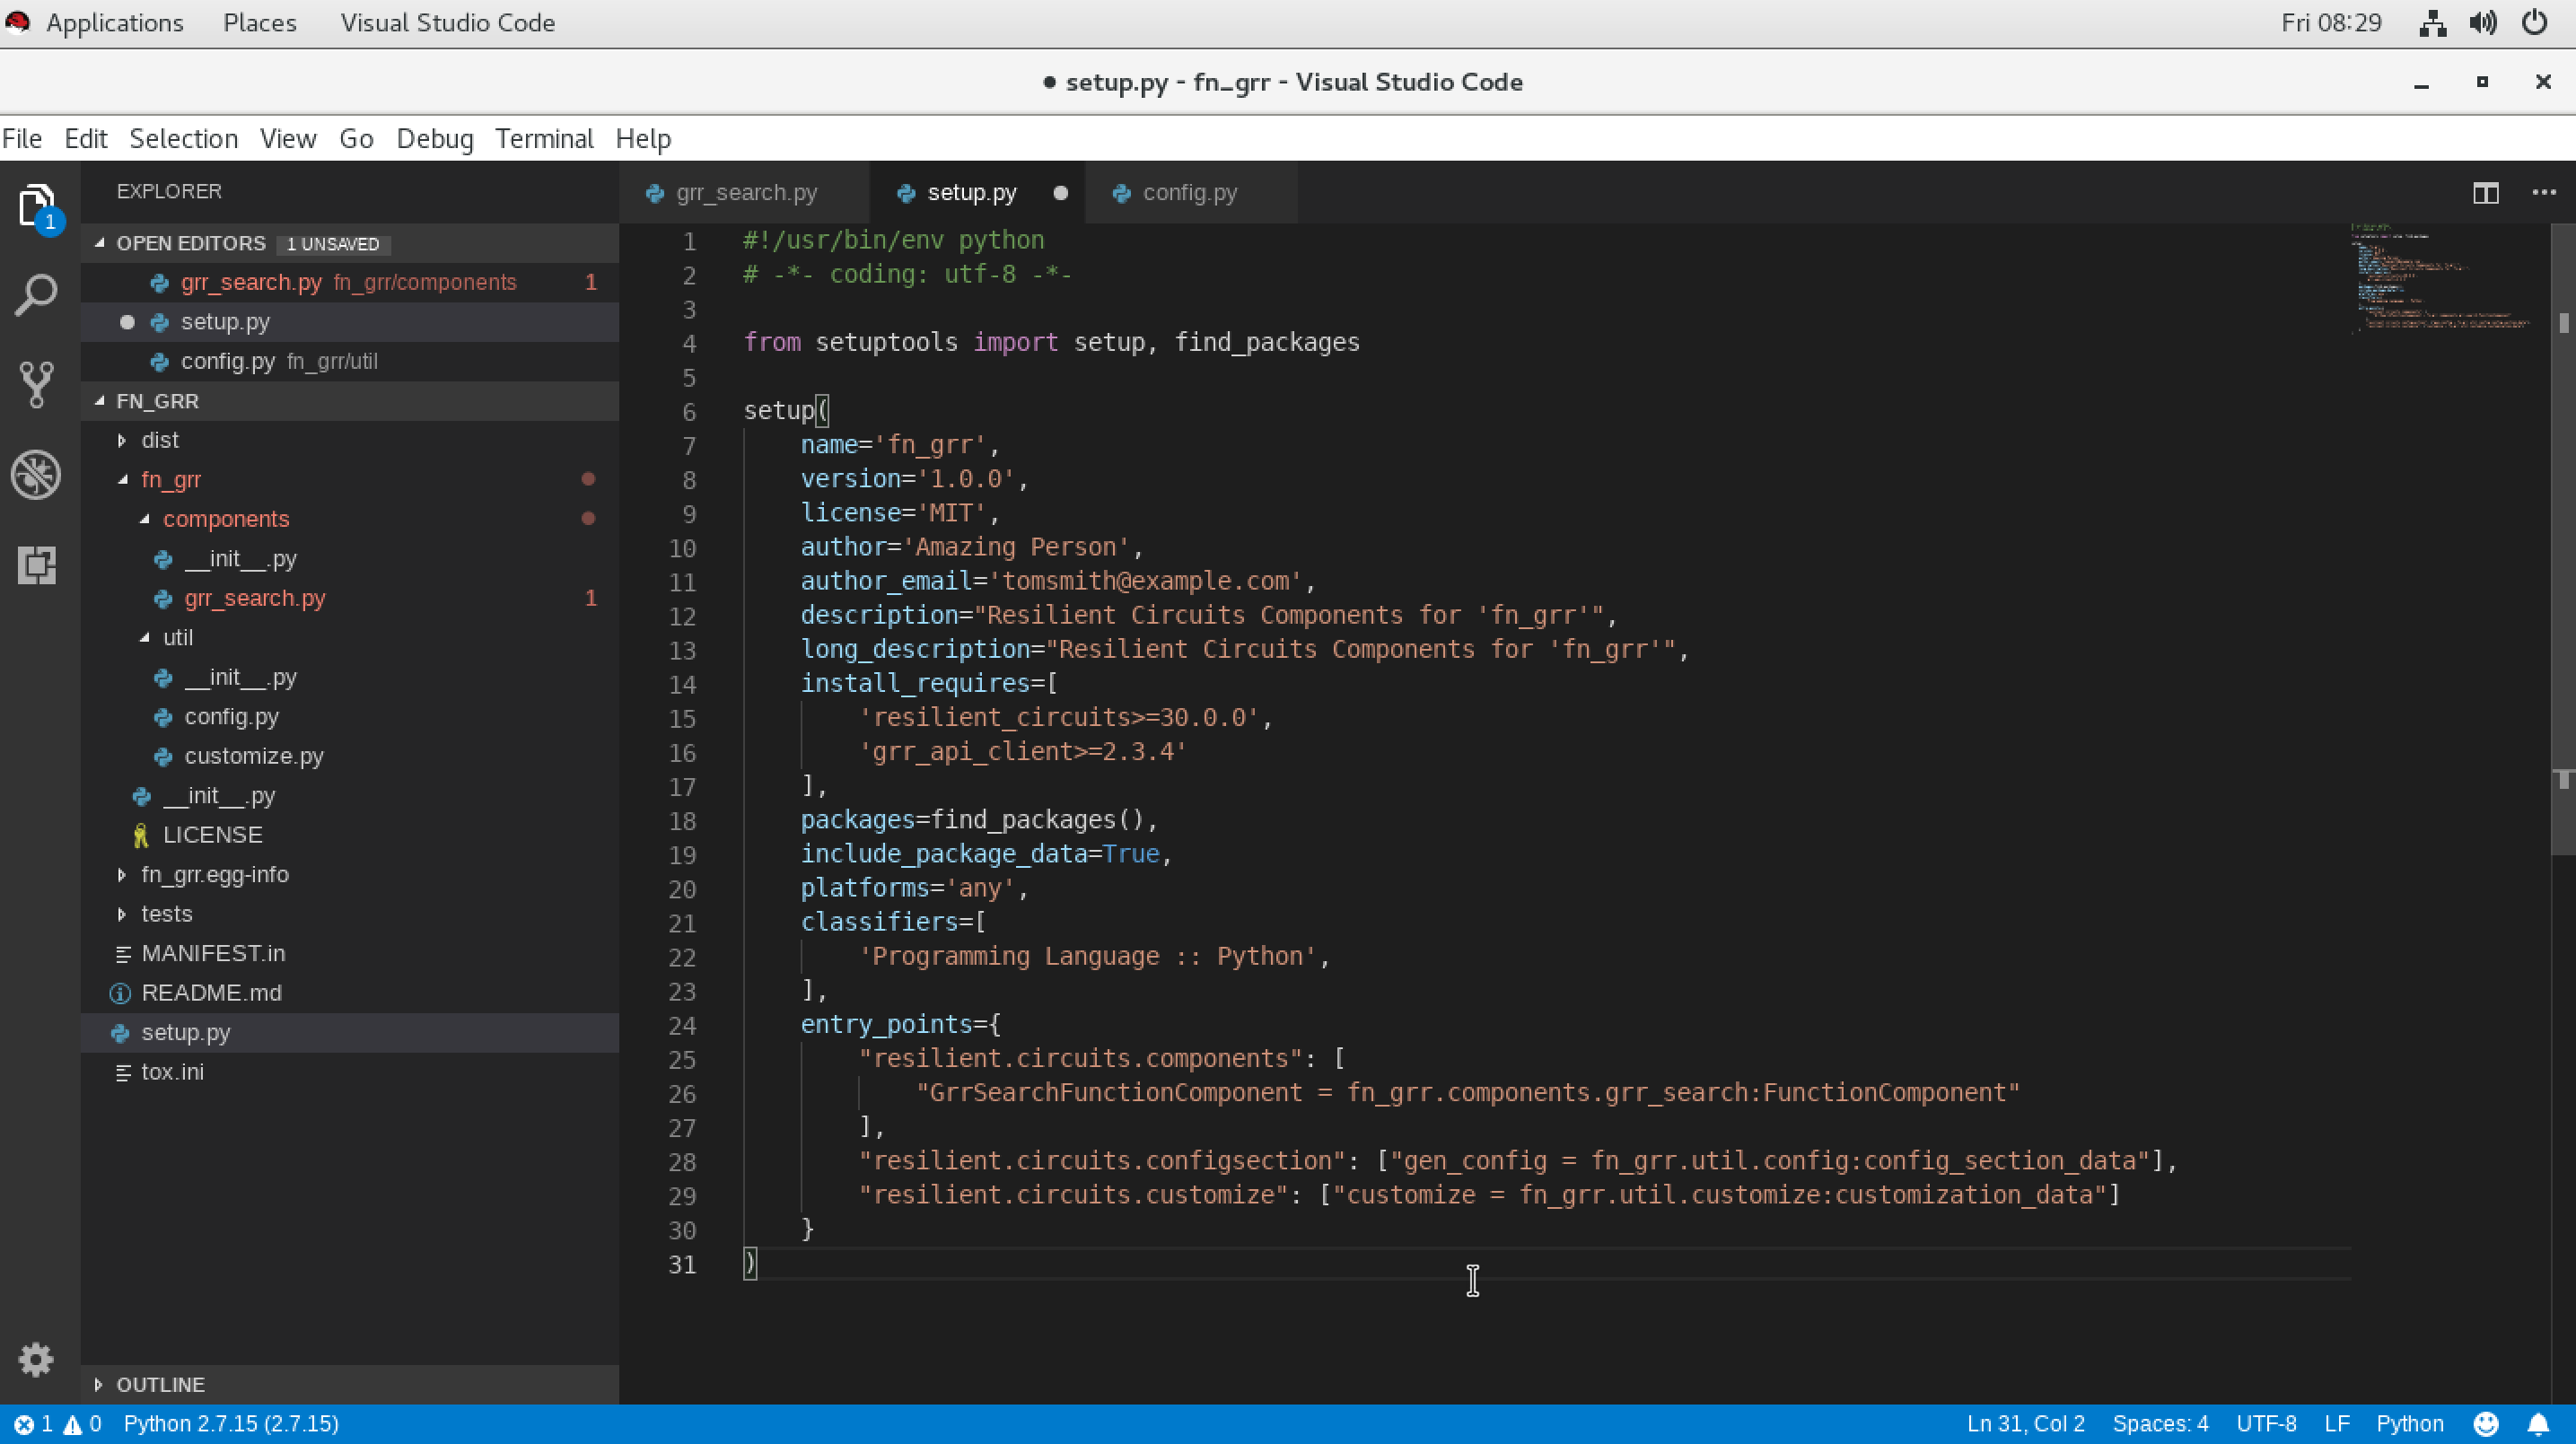 Applications Places Visual Studio Code Fri 08:29
● setup.py - fn_grr - Visual Studio Code
File Edit Selection View Go Debug Terminal Help
1
EXPLORER
OPEN EDITORS 1 UNSAVED
grr_search.py fn_grr/components 1
setup.py
config.py fn_grr/util
FN_GRR
dist
fn_grr
components
__init__.py
grr_search.py 1
util
__init__.py
config.py
customize.py
__init__.py
LICENSE
fn_grr.egg-info
tests
MANIFEST.in
README.md
setup.py
tox.ini
OUTLINE
grr_search.py setup.py config.py
1 #!/usr/bin/env python
2 # -*- coding: utf-8 -*-
3
4 from setuptools import setup, find_packages
5
6 setup(
7 name='fn_grr',
8 version='1.0.0',
9 license='MIT',
10 author='Amazing Person',
11 author_email='tomsmith@example.com',
12 description="Resilient Circuits Components for 'fn_grr'",
13 long_description="Resilient Circuits Components for 'fn_grr'",
14 install_requires=[
15 'resilient_circuits>=30.0.0',
16 'grr_api_client>=2.3.4'
17 ],
18 packages=find_packages(),
19 include_package_data=True,
20 platforms='any',
21 classifiers=[
22 'Programming Language :: Python',
23 ],
24 entry_points={
25 "resilient.circuits.components": [
26 "GrrSearchFunctionComponent = fn_grr.components.grr_search:FunctionComponent"
27 ],
28 "resilient.circuits.configsection": ["gen_config = fn_grr.util.config:config_section_data"],
29 "resilient.circuits.customize": ["customize = fn_grr.util.customize:customization_data"]
30 }
31 )
1 0 Python 2.7.15 (2.7.15) Ln 31, Col 2 Spaces: 4 UTF-8 LF Python